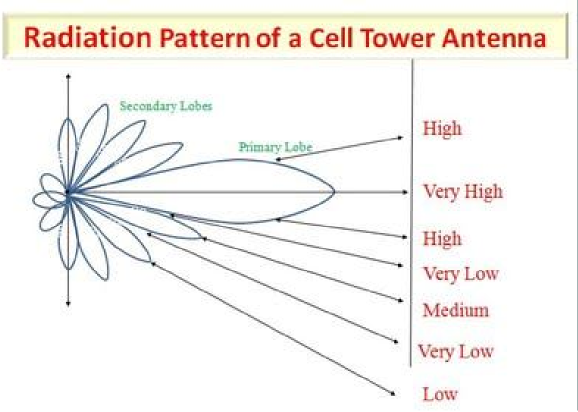 Radiation Pattern of a Cell Tower Antenna
Secondary Lobes
Primary Lobe
High
Very High
High
Very Low
Medium
Very Low
Low